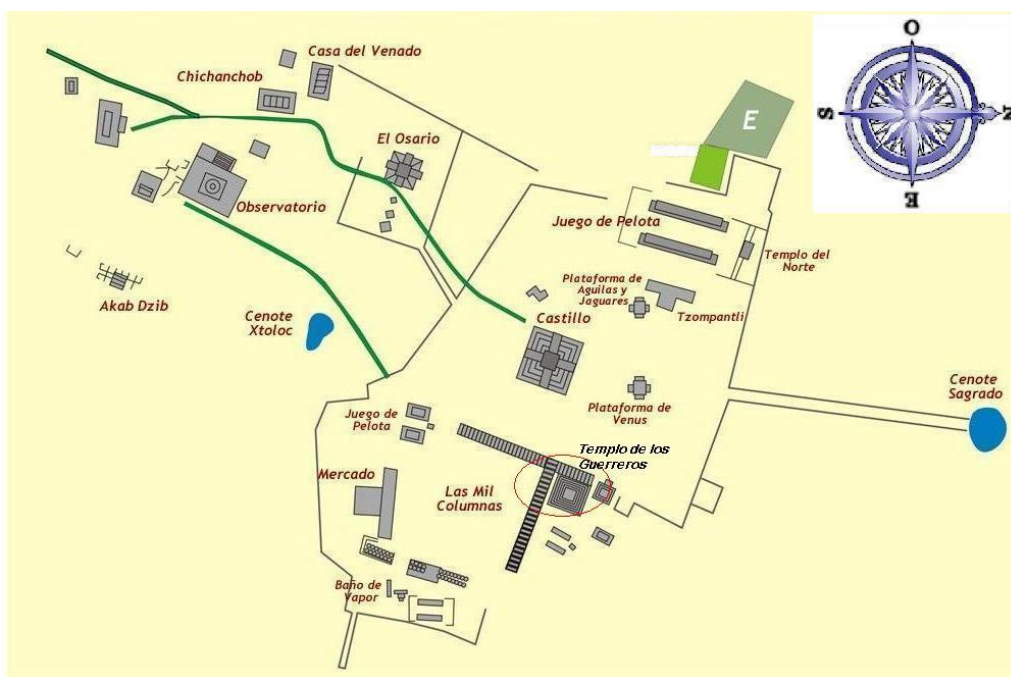 Casa del Venado
Chichanchob
El Osario
Observatorio
Akab Dzib
Cenote
Xtoloc
E
O
S
N
E
Juego de Pelota
Templo del
Norte
Plataforma de
Aguilas y
Jaguares
Tzompantli
Castillo
Cenote
Sagrado
Plataforma de
Venus
Juego de
Pelota
Templo de los
Guerreros
Mercado
Las Mil
Columnas
Baño de
Vapor